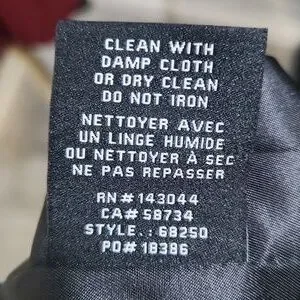 CLEAN WITH
DAMP CLOTH
OR DRY CLEAN
DO NOT IRON
NETTOYER AVEC
UN LINGE HUMIDE
OU NETTOYER À SEC
NE PAS REPASSER
RN# 143044
CA# 58734
STYLE.: 68250
PO# 18386